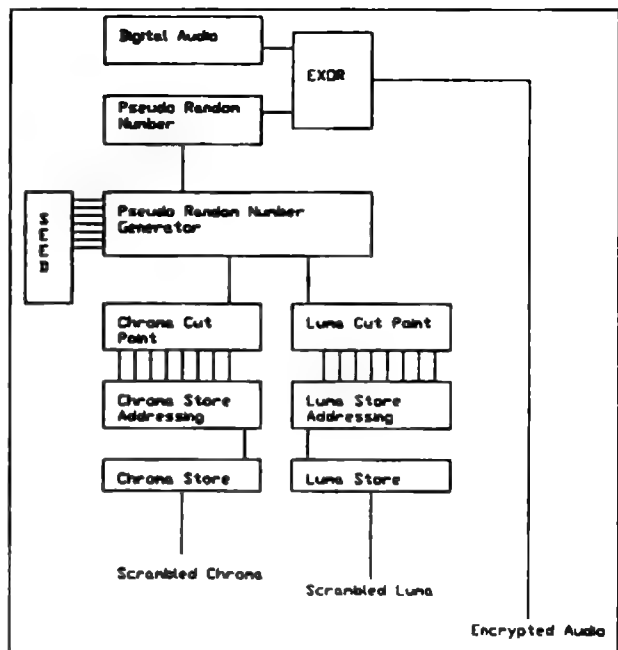 Digital Audio
EXOR
Pseudo Random
Number
Pseudo Random Number
Generator
SEED
Chroma Cut
Point
Luma Cut Point
Chroma Store
Addressing
Luma Store
Addressing
Chroma Store
Luma Store
Scrambled Chroma
Scrambled Luma
Encrypted Audio